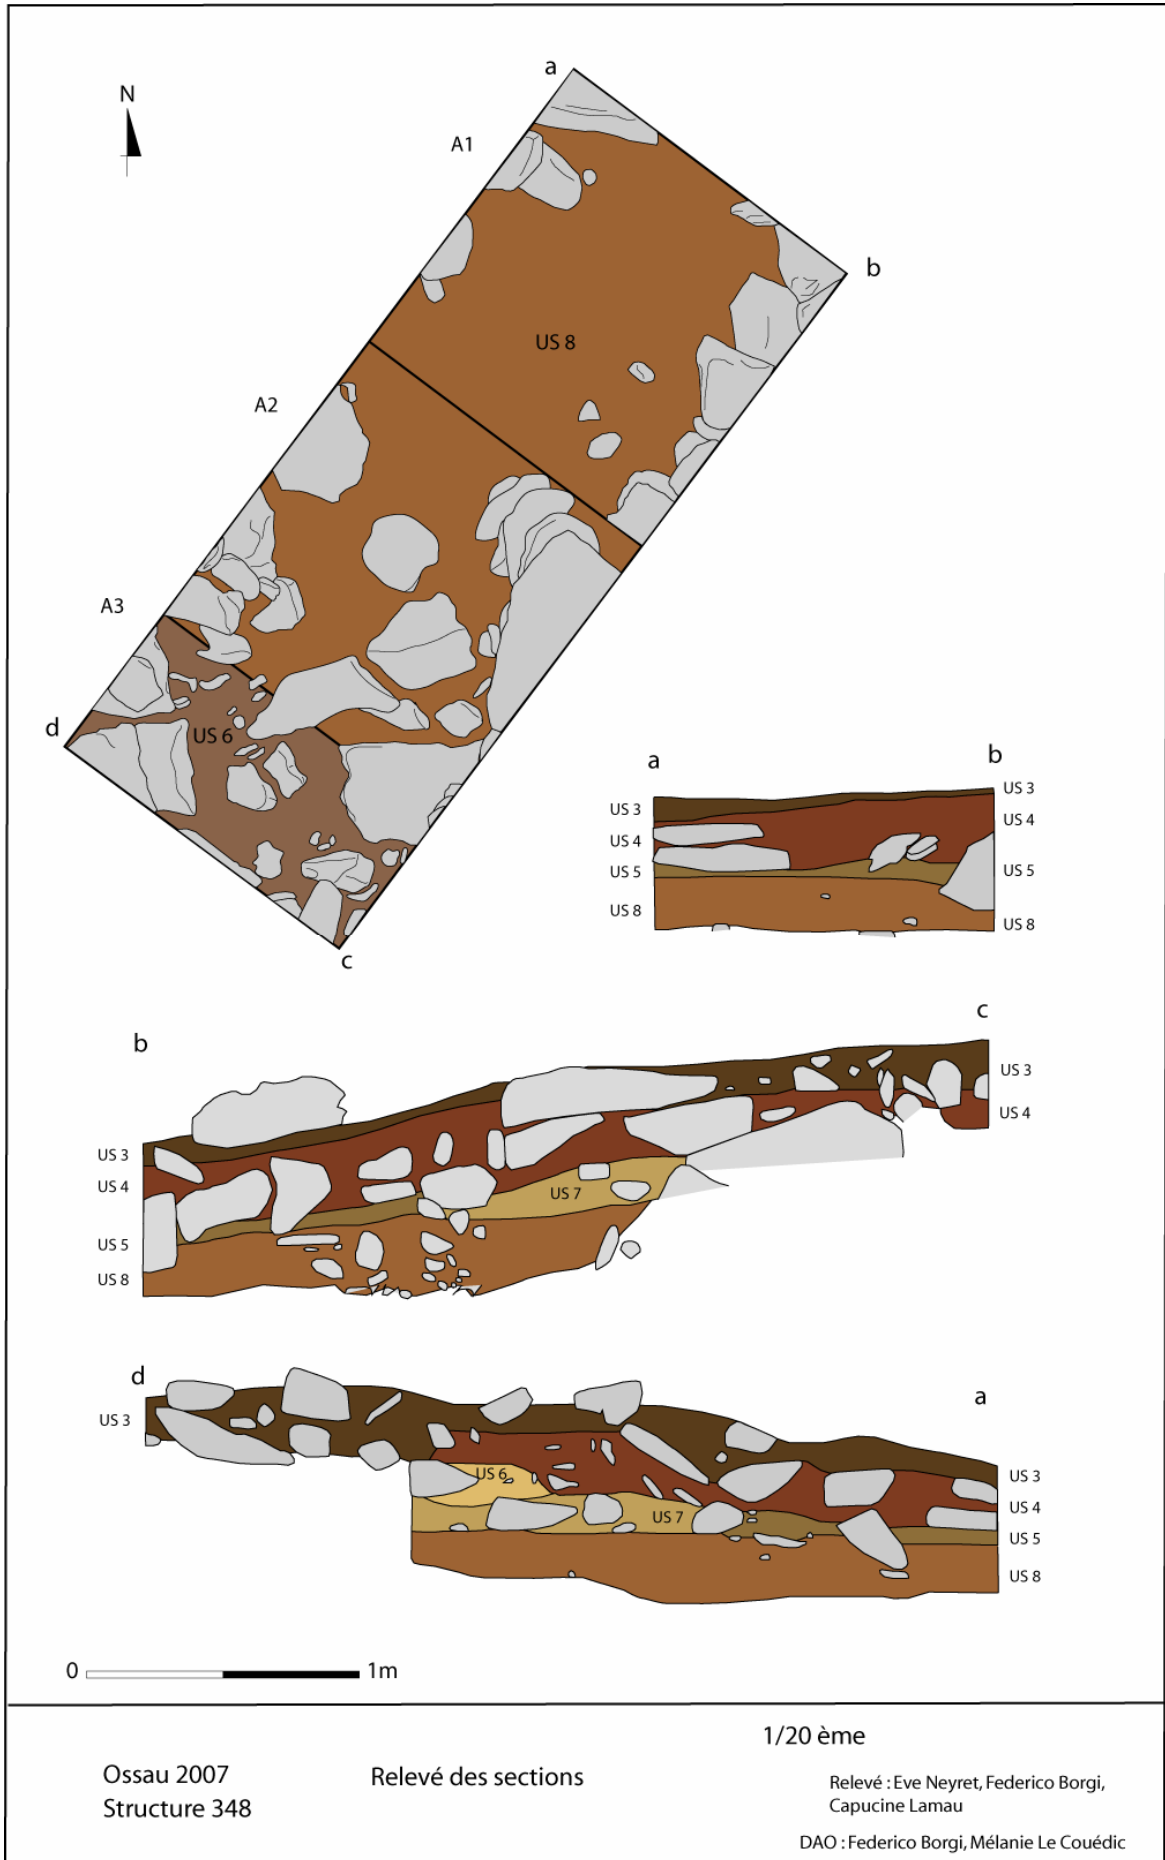 a
N
A1
b
US 8
A2
A3
d
US 6
c
a
b
US 3
US 4
US 5
US 8
US 3
US 4
US 5
US 8
b
c
US 3
US 4
US 5
US 8
US 7
US 3
US 4
d
a
US 3
US 6
US 7
US 3
US 4
US 5
US 8
0 1m
1/20 ème
Ossau 2007
Structure 348
Relevé des sections
Relevé : Eve Neyret, Federico Borgi,
Capucine Lamau
DAO : Federico Borgi, Mélanie Le Couédic